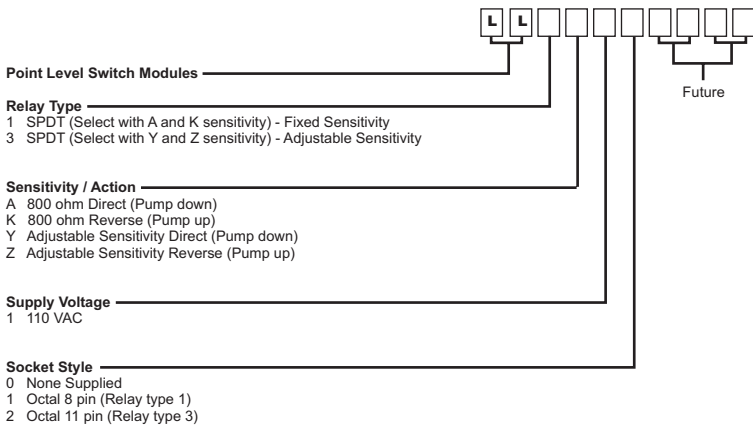 L L
Point Level Switch Modules
Future
Relay Type
1 SPDT (Select with A and K sensitivity) - Fixed Sensitivity
3 SPDT (Select with Y and Z sensitivity) - Adjustable Sensitivity
Sensitivity / Action
A 800 ohm Direct (Pump down)
K 800 ohm Reverse (Pump up)
Y Adjustable Sensitivity Direct (Pump down)
Z Adjustable Sensitivity Reverse (Pump up)
Supply Voltage
1 110 VAC
Socket Style
0 None Supplied
1 Octal 8 pin (Relay type 1)
2 Octal 11 pin (Relay type 3)